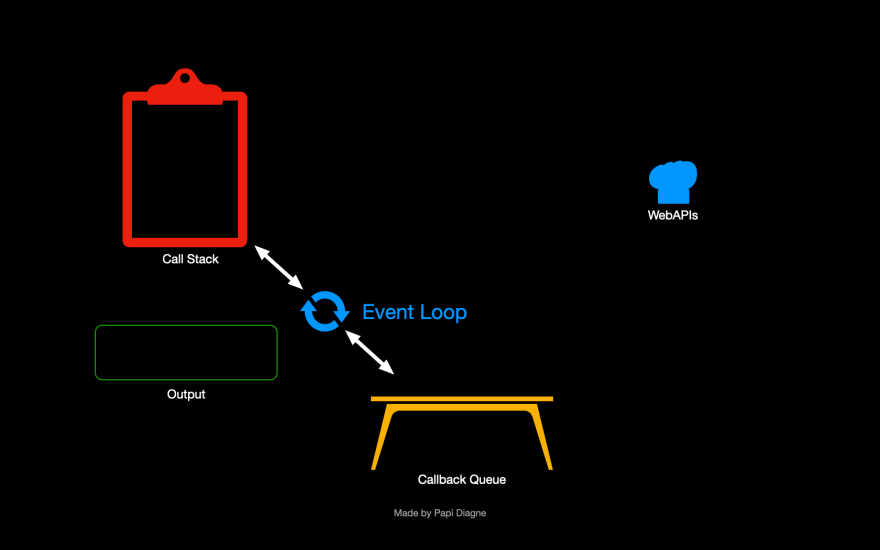 WebAPIs
Call Stack
Event Loop
Output
Callback Queue
Made by Papi Diagne